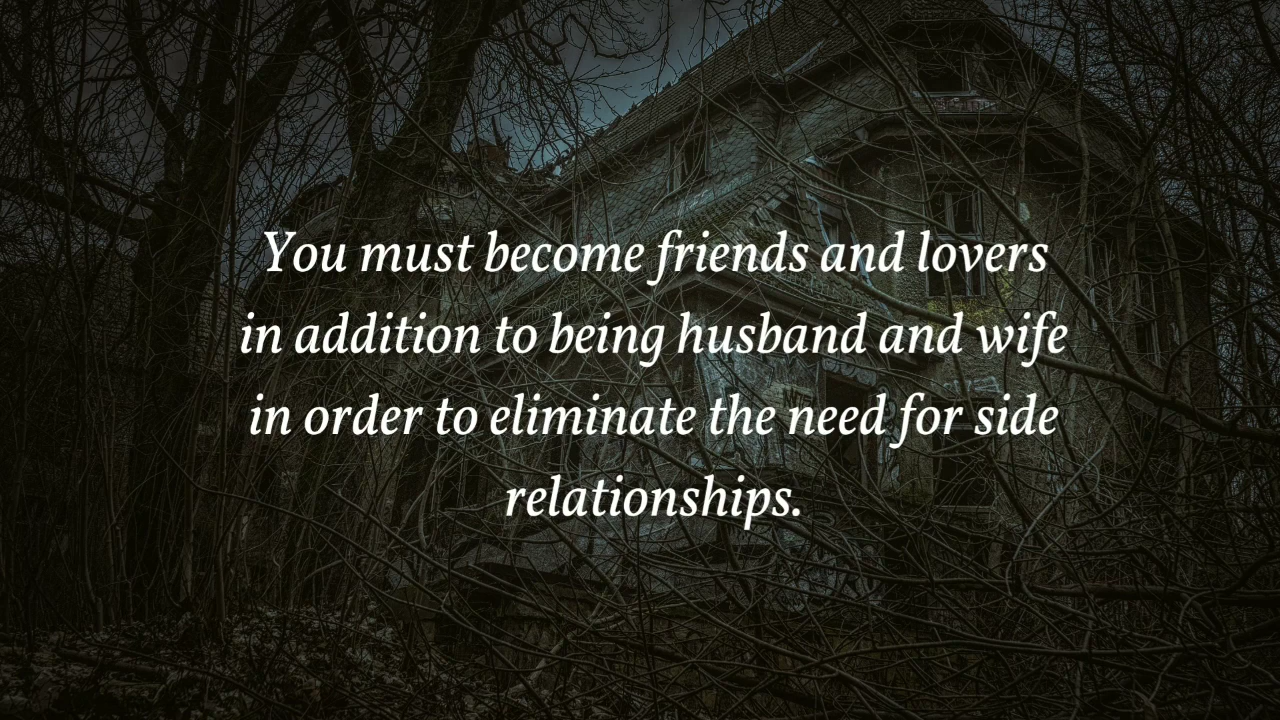 You must become friends and lovers
in addition to being husband and wife
in order to eliminate the need for side
relationships.